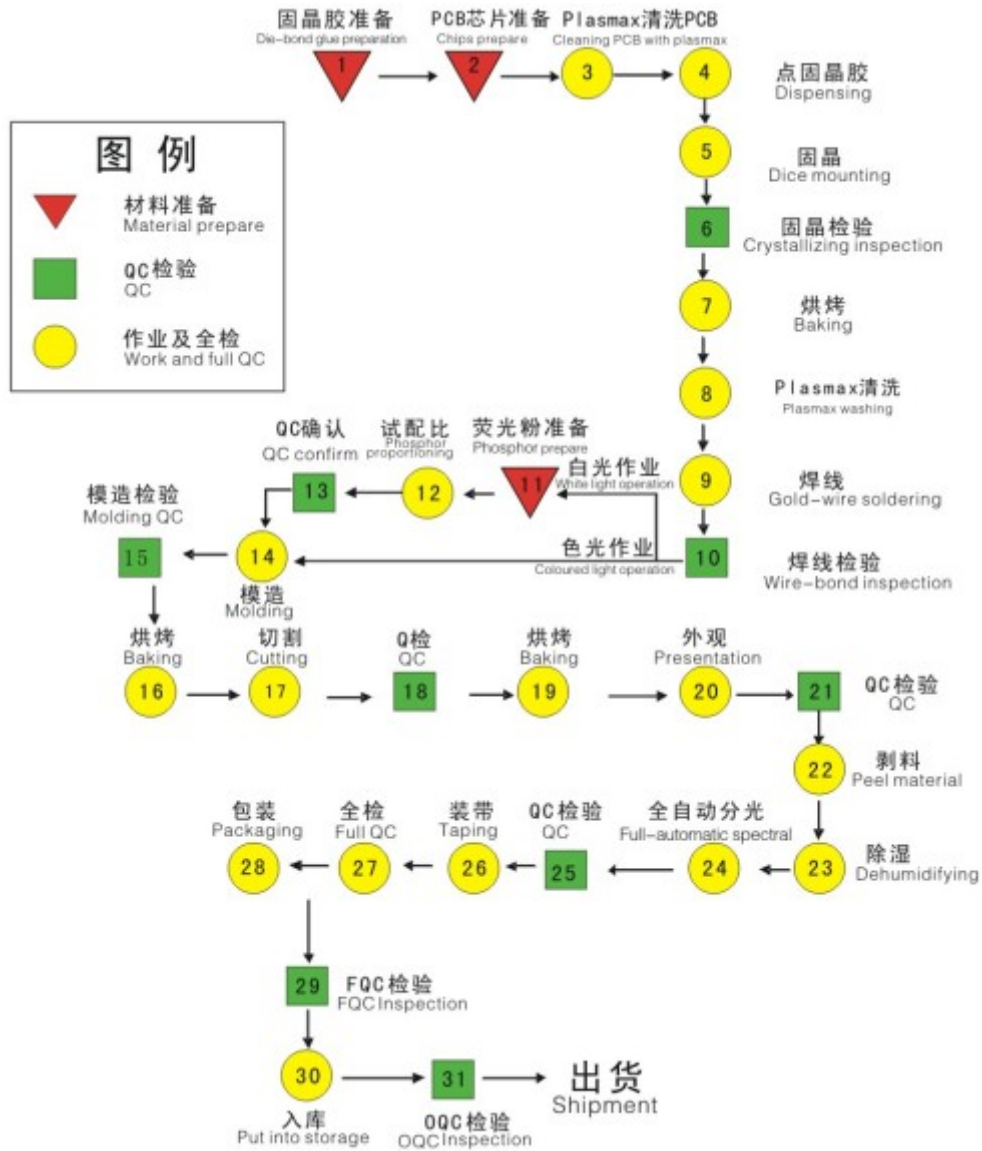 固晶胶准备
Die-bond glue preparation
PCB芯片准备
Chips prepare
Plasmax清洗PCB
Cleaning PCB with plasmax
1
2
3
4
点固晶胶
Dispensing
图 例
材料准备
Material prepare
QC检验
QC
作业及全检
Work and full QC
5
固晶
Dice mounting
6
固晶检验
Crystallizing inspection
7
烘烤
Baking
8
Plasmax清洗
Plasmax washing
9
焊线
Gold-wire soldering
10
焊线检验
Wire-bond inspection
白光作业
White light operation
色光作业
Coloured light operation
荧光粉准备
Phosphor prepare
11
试配比
Phosphor
proportioning
12
QC确认
QC confirm
13
14
模造
Molding
模造检验
Molding QC
15
烘烤
Baking
16
切割
Cutting
17
Q检
QC
18
烘烤
Baking
19
外观
Presentation
20
21
QC检验
QC
22
剥料
Peel material
23
除湿
Dehumidifying
全自动分光
Full-automatic spectral
24
QC检验
QC
25
装带
Taping
26
全检
Full QC
27
包装
Packaging
28
29
FQC检验
FQC Inspection
30
入库
Put into storage
31
OQC检验
OQC Inspection
出货
Shipment